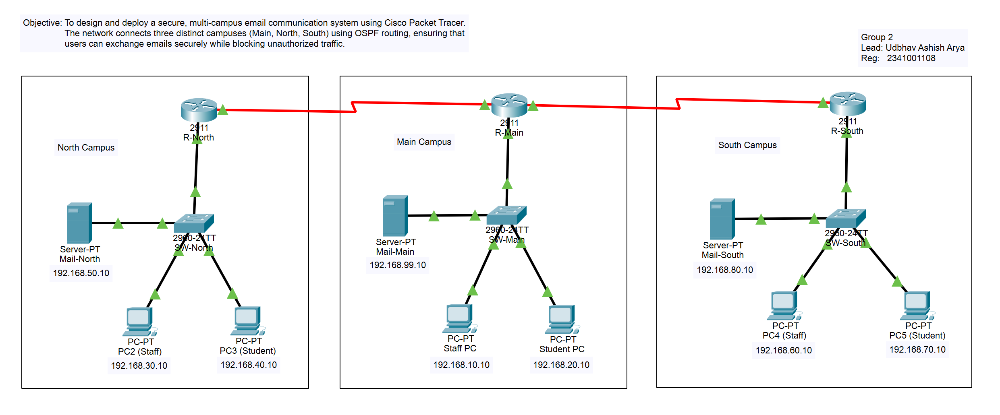 Objective: To design and deploy a secure, multi-campus email communication system using Cisco Packet Tracer.
The network connects three distinct campuses (Main, North, South) using OSPF routing, ensuring that
users can exchange emails securely while blocking unauthorized traffic.
Group 2
Lead: Udbhav Ashish Arya
Reg: 2341001108
2911
R-North
North Campus
Server-PT
Mail-North
192.168.50.10
2960-24TT
SW-North
PC-PT
PC2 (Staff)
192.168.30.10
PC-PT
PC3 (Student)
192.168.40.10
2911
R-Main
Main Campus
Server-PT
Mail-Main
192.168.99.10
2960-24TT
SW-Main
PC-PT
Staff PC
192.168.10.10
PC-PT
Student PC
192.168.20.10
2911
R-South
South Campus
Server-PT
Mail-South
192.168.80.10
2960-24TT
SW-South
PC-PT
PC4 (Staff)
192.168.60.10
PC-PT
PC5 (Student)
192.168.70.10